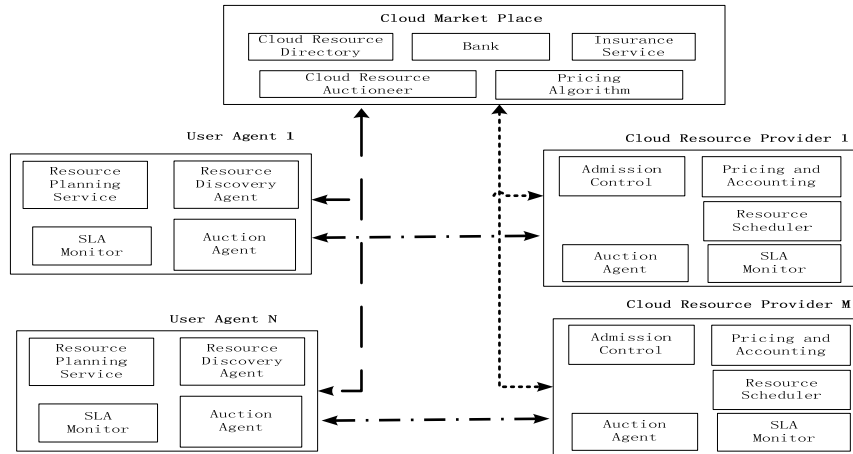 Cloud Market Place
Cloud Resource
Directory
Bank
Insurance
Service
Cloud Resource
Auctioneer
Pricing
Algorithm
User Agent 1
Resource
Planning
Service
Resource
Discovery
Agent
SLA
Monitor
Auction
Agent
Cloud Resource Provider 1
Admission
Control
Pricing and
Accounting
Resource
Scheduler
Auction
Agent
SLA
Monitor
User Agent N
Resource
Planning
Service
Resource
Discovery
Agent
SLA
Monitor
Auction
Agent
Cloud Resource Provider M
Admission
Control
Pricing and
Accounting
Resource
Scheduler
Auction
Agent
SLA
Monitor